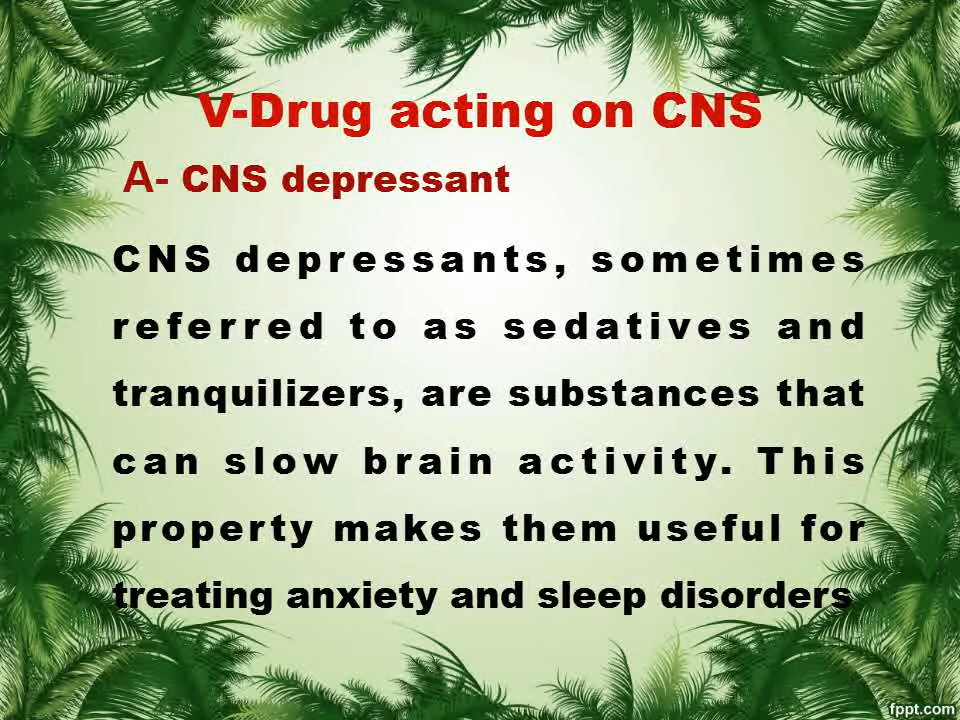 V-Drug acting on CNS
A- CNS depressant
CNS depressants, sometimes
referred to as sedatives and
tranquilizers, are substances that
can slow brain activity. This
property makes them useful for
treating anxiety and sleep disorders
fppt.com